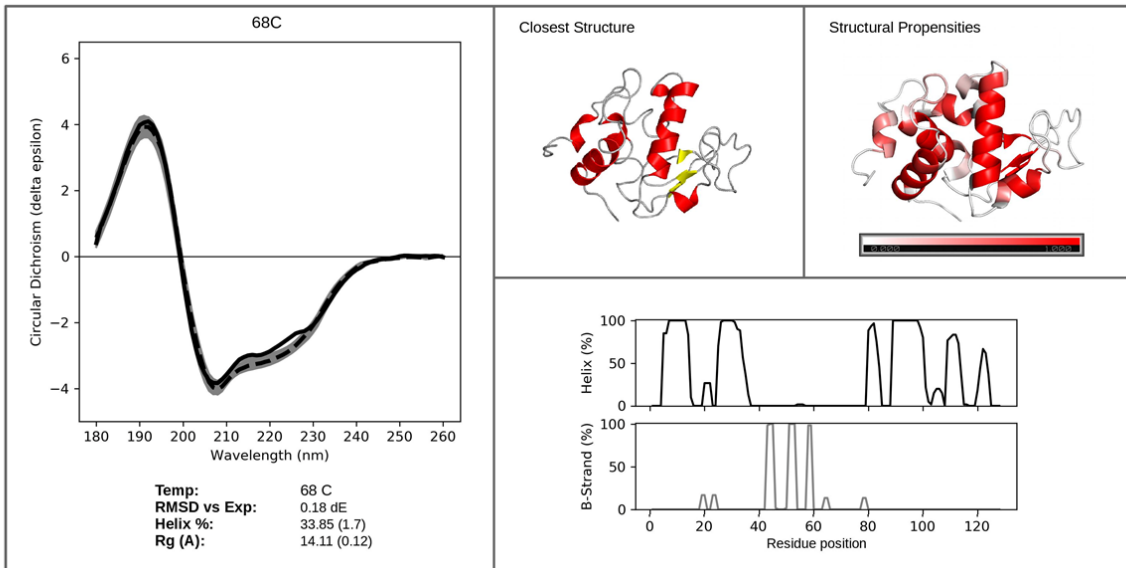 68C
6
4
2
0
−2
−4
Circular Dichroism (delta epsilon)
180 190 200 210 220 230 240 250 260
Wavelength (nm)
Temp: 68 C
RMSD vs Exp: 0.18 dE
Helix %: 33.85 (1.7)
Rg (A): 14.11 (0.12)
Closest Structure
Structural Propensities
0.000 1.000
100
50
0
Helix (%)
100
50
0
B-Strand (%)
0 20 40 60 80 100 120
Residue position